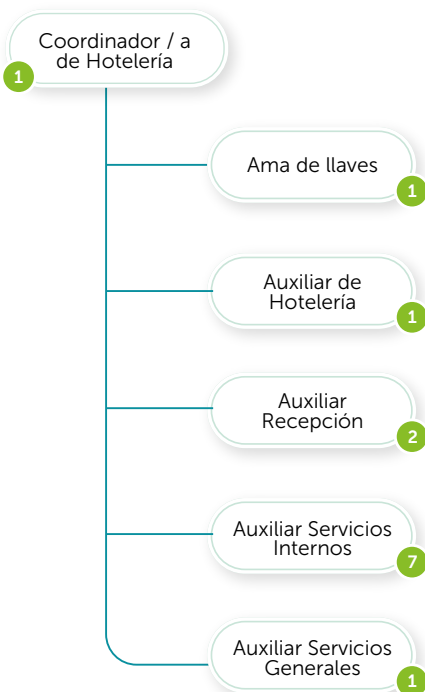 Coordinador / a
de Hotelería
1
Ama de llaves
1
Auxiliar de
Hotelería
1
Auxiliar
Recepción
2
Auxiliar Servicios
Internos
7
Auxiliar Servicios
Generales
1